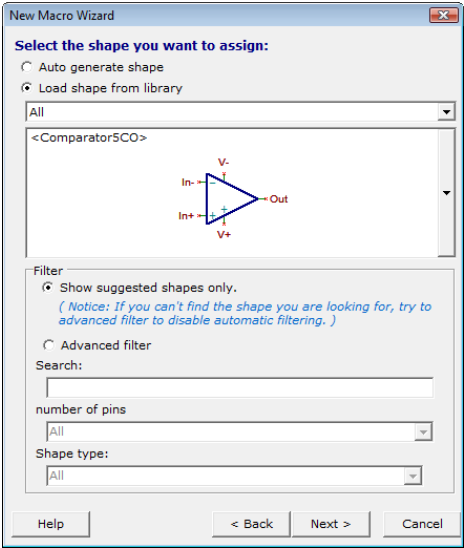 New Macro Wizard
Select the shape you want to assign:
Auto generate shape
Load shape from library
All
<Comparator5CO>
V-
In-
Out
In+
V+
Filter
Show suggested shapes only.
( Notice: If you can't find the shape you are looking for, try to
advanced filter to disable automatic filtering. )
Advanced filter
Search:
number of pins
All
Shape type:
All
Help
< Back
Next >
Cancel